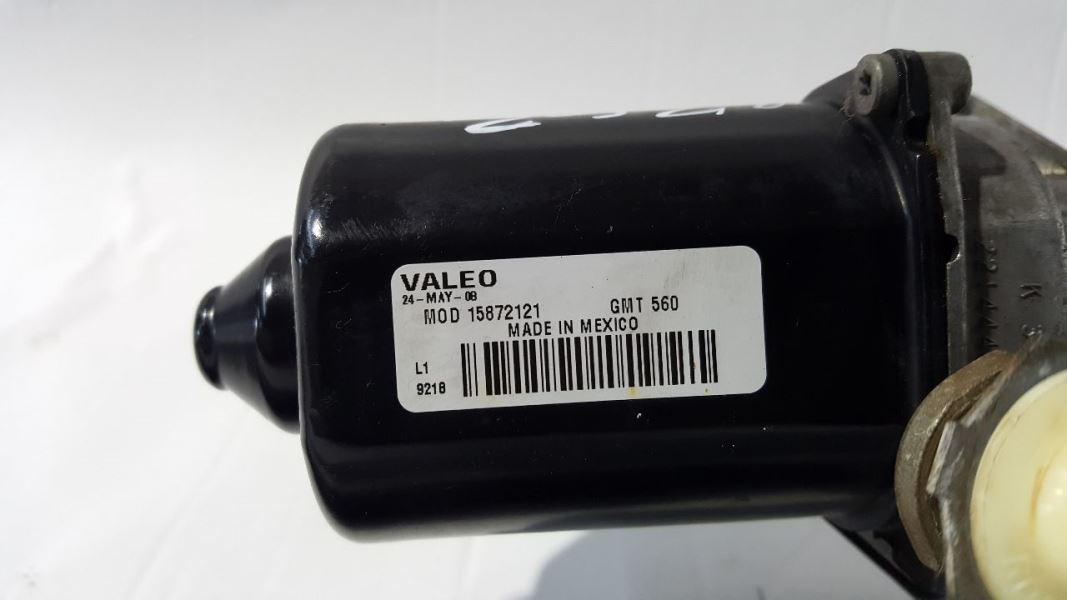 VALEO
24-MAY-08
MOD 15872121 GMT 560
MADE IN MEXICO
L1
9218